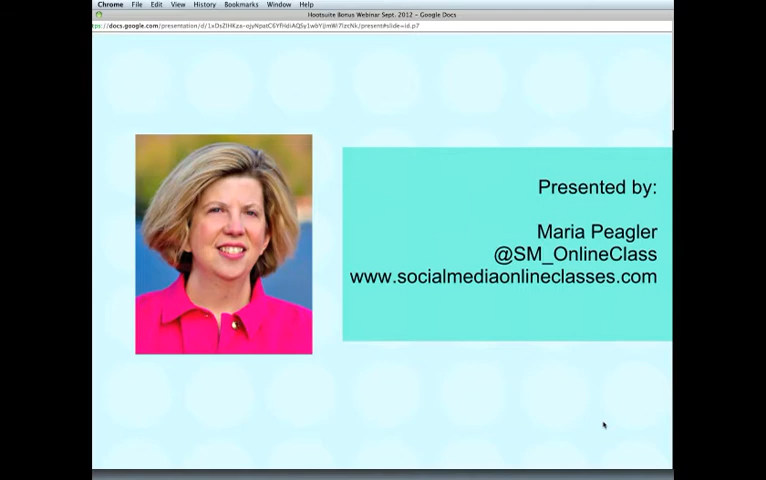 Chrome File Edit View History Bookmarks Window Help
Hootsuite Bonus Webinar Sept. 2012 – Google Docs
Presented by:
Maria Peagler
@SM_OnlineClass
www.socialmediaonlineclasses.com